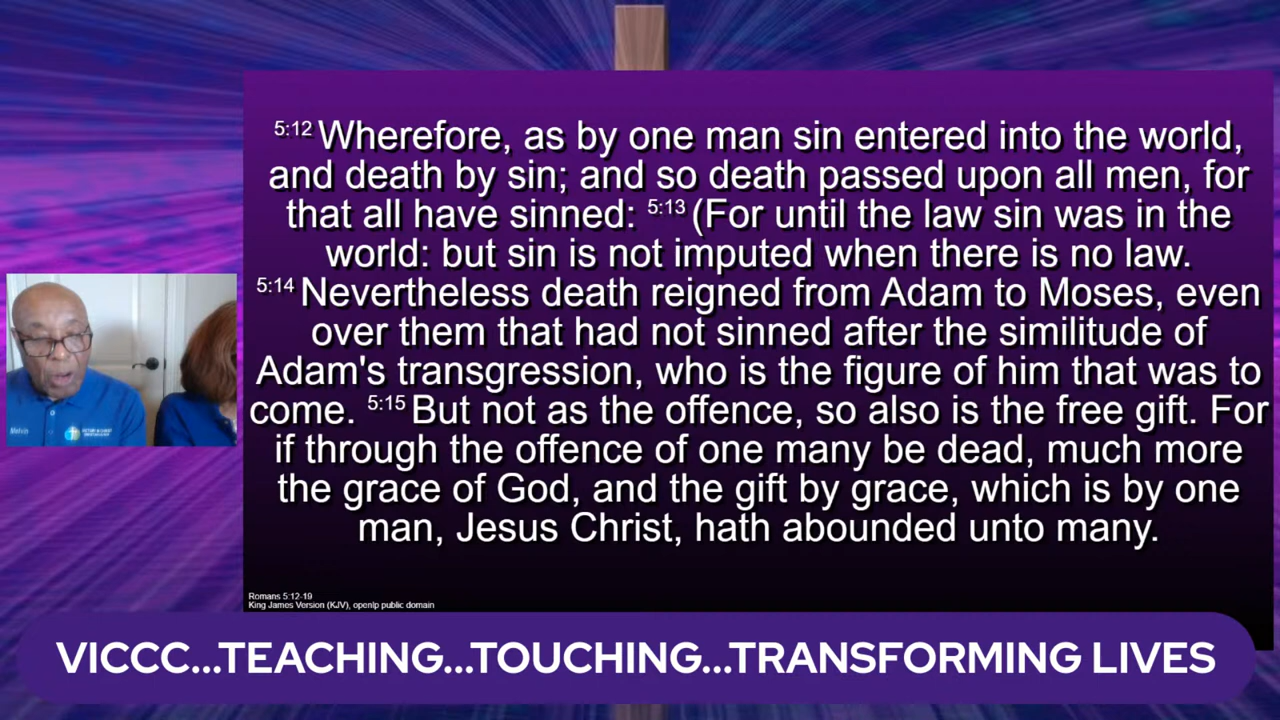 5:12 Wherefore, as by one man sin entered into the world,
and death by sin; and so death passed upon all men, for
that all have sinned: 5:13 (For until the law sin was in the
world: but sin is not imputed when there is no law.
5:14 Nevertheless death reigned from Adam to Moses, even
over them that had not sinned after the similitude of
Adam's transgression, who is the figure of him that was to
come. 5:15 But not as the offence, so also is the free gift. For
if through the offence of one many be dead, much more
the grace of God, and the gift by grace, which is by one
man, Jesus Christ, hath abounded unto many.
Melvin
Romans 5:12-19
King James Version (KJV), openlp public domain
VICCC...TEACHING...TOUCHING...TRANSFORMING LIVES